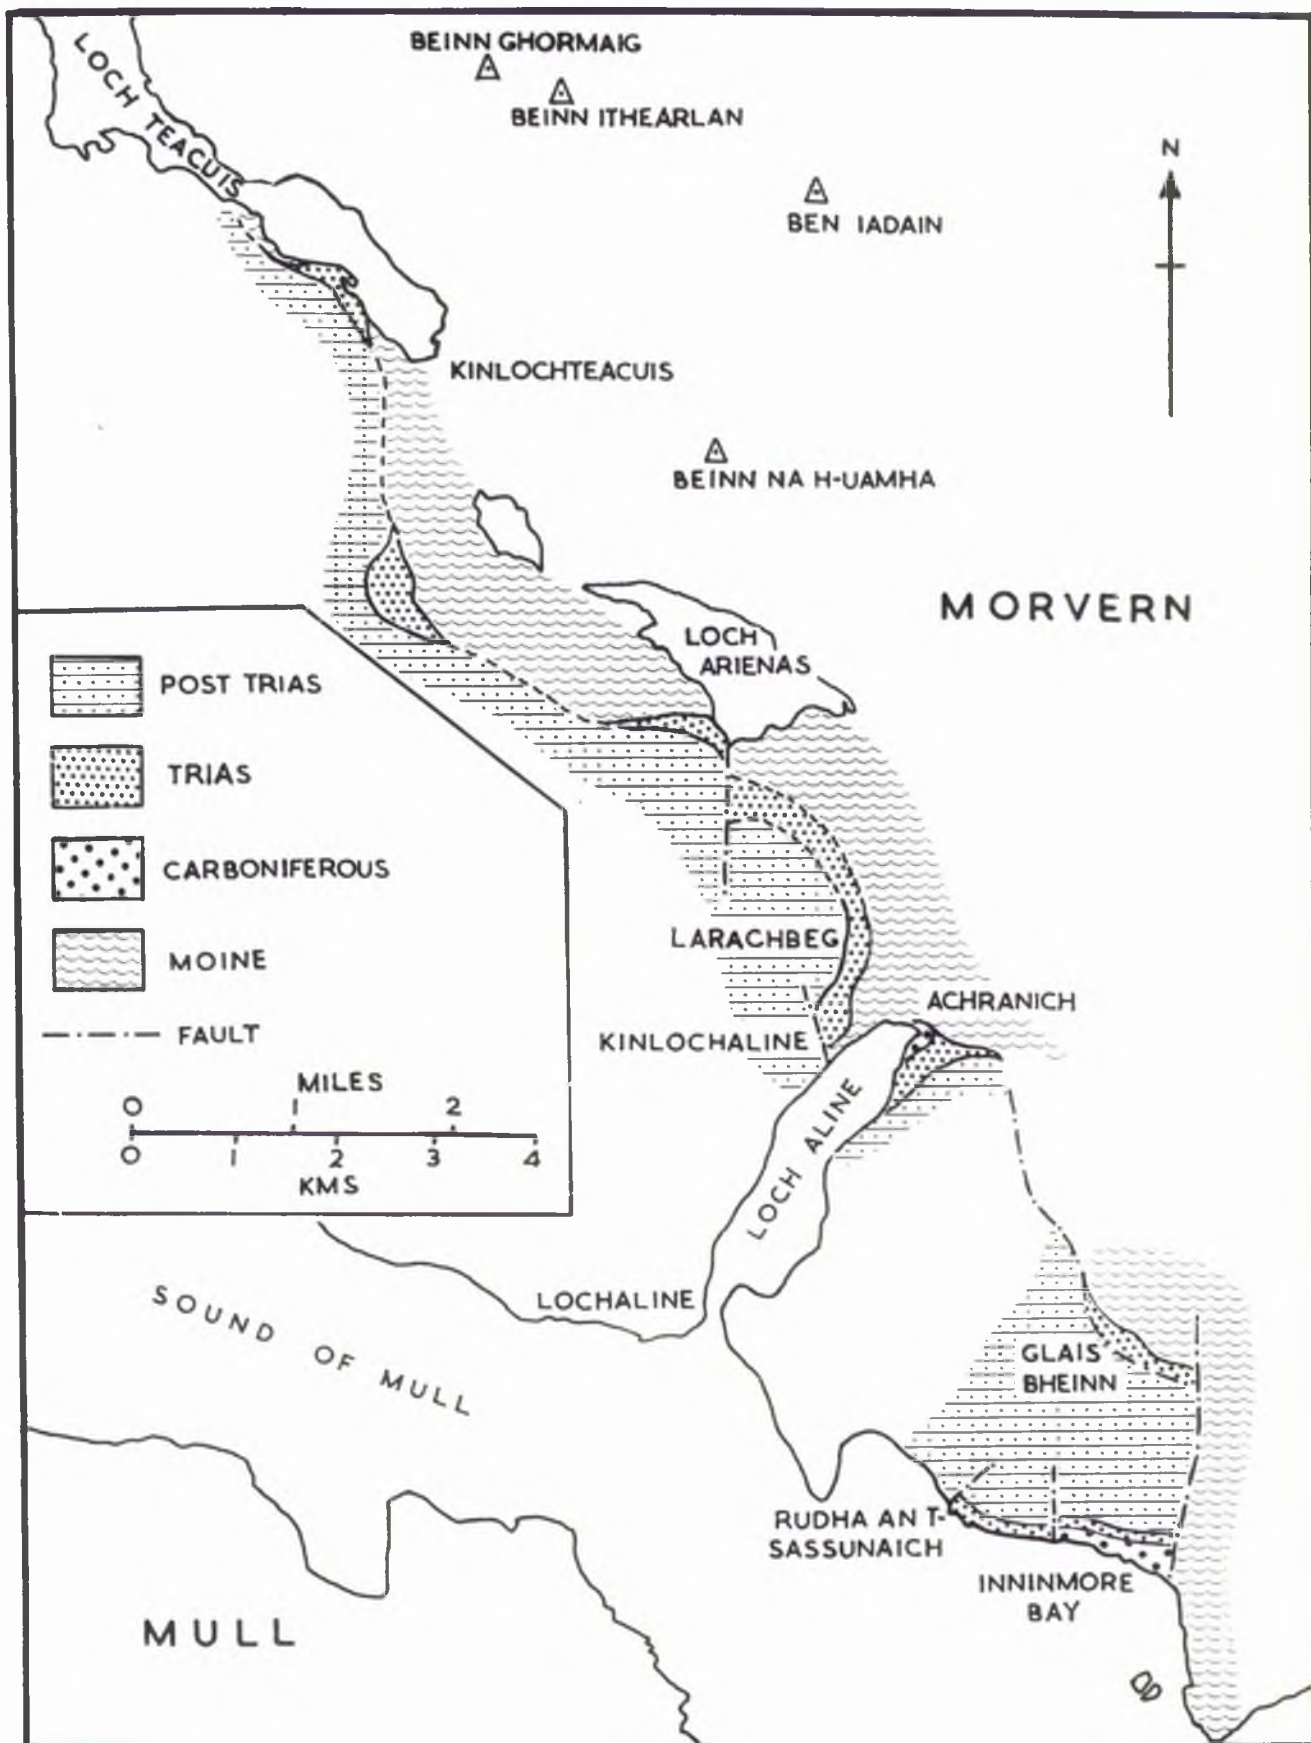 BEINN GHORMAIG
BEINN ITHEARLAN
LOCH TEACUIS
N
BEN IADAIN
KINLOCHTEACUIS
BEINN NA H-UAMHA
MORVERN
LOCH
ARIENAS
POST TRIAS
TRIAS
CARBONIFEROUS
MOINE
FAULT
MILES
0 1 2
0 1 2 3 4
KMS
LARACHBEG
ACHRANICH
KINLOCHALINE
LOCH ALINE
LOCHALINE
SOUND OF MULL
GLAIS
BHEINN
RUDHA AN T-
SASSUNAICH
INNINMORE
BAY
MULL